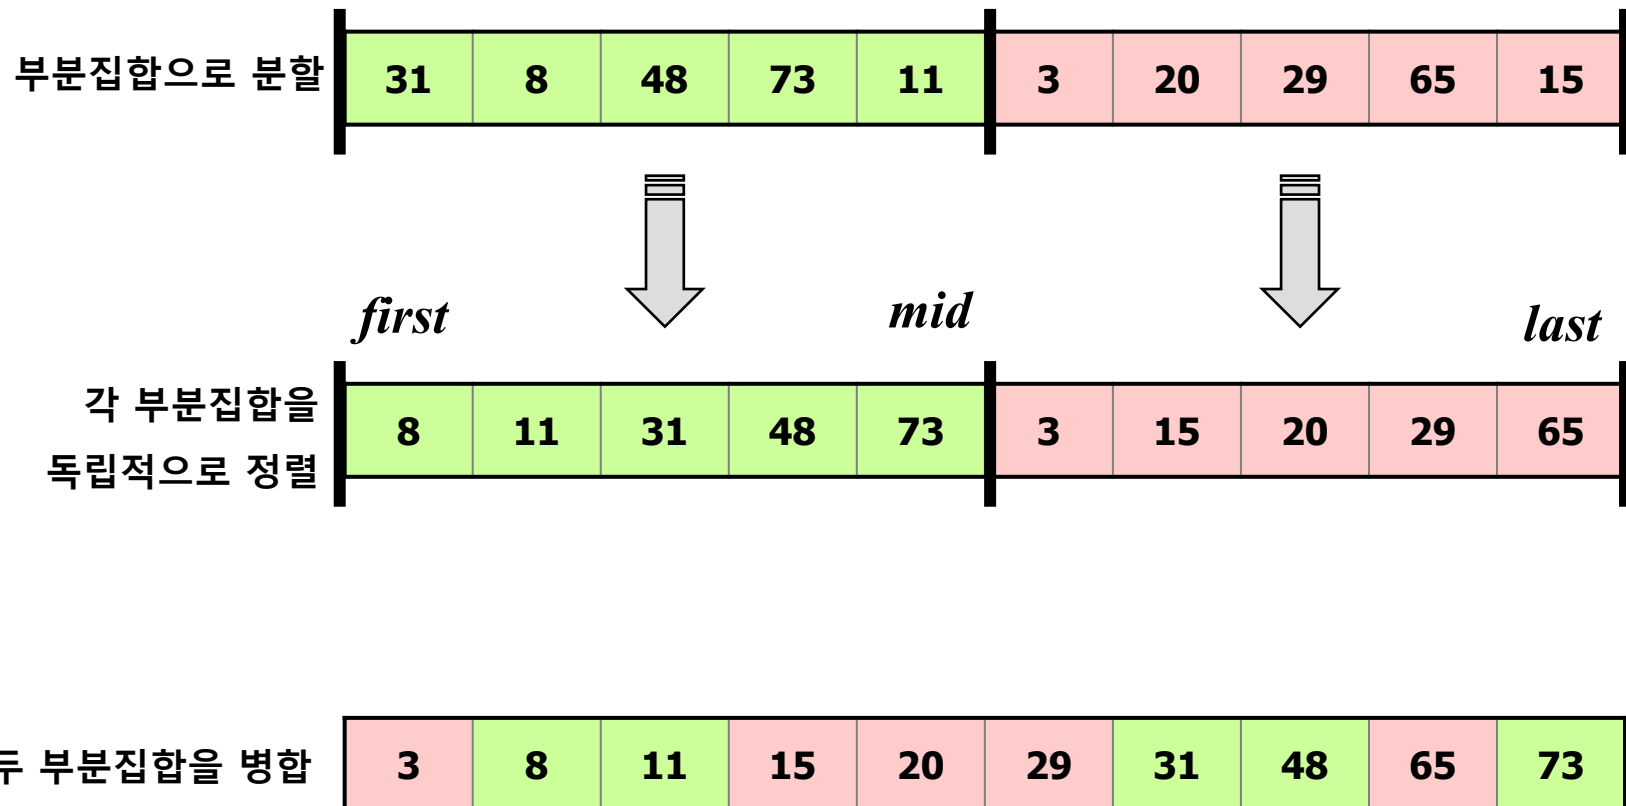 부분집합으로 분할
31 8 48 73 11 3 20 29 65 15
first mid last
각 부분집합을
독립적으로 정렬
8 11 31 48 73 3 15 20 29 65
두 부분집합을 병합
3 8 11 15 20 29 31 48 65 73